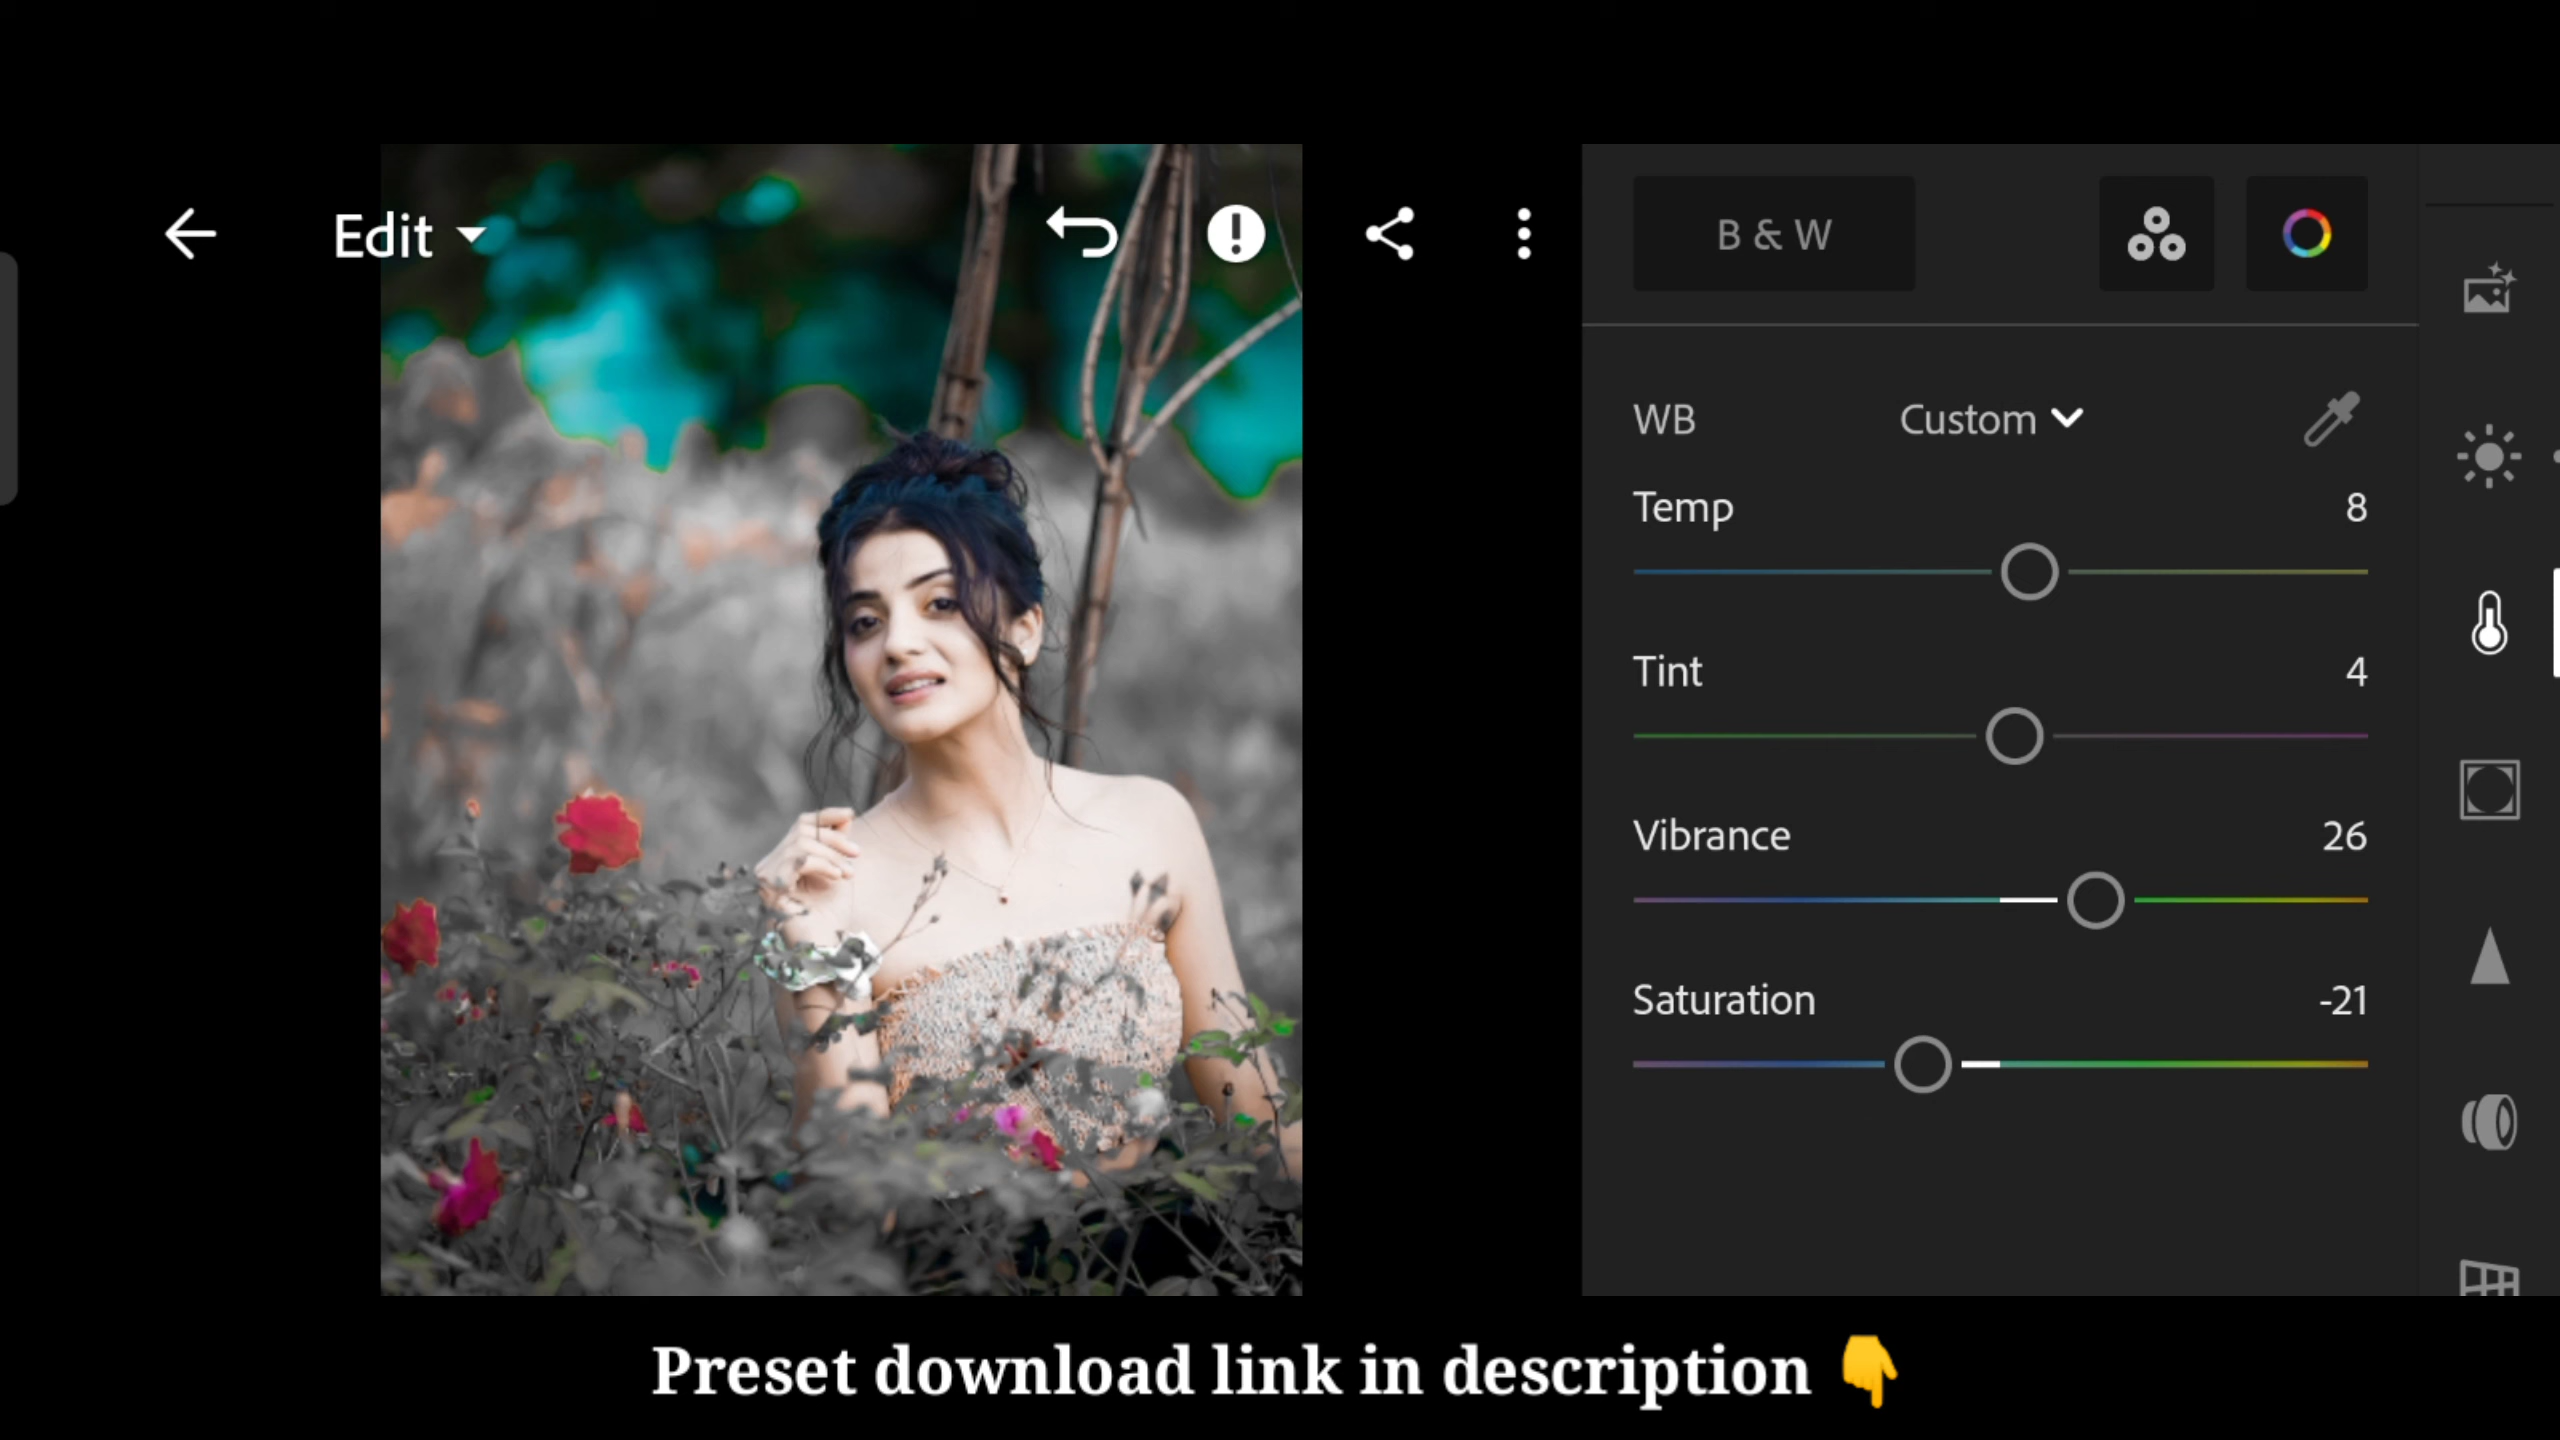 Edit
B & W
WB Custom
Temp 8
Tint 4
Vibrance 26
Saturation -21
Preset download link in description 👇